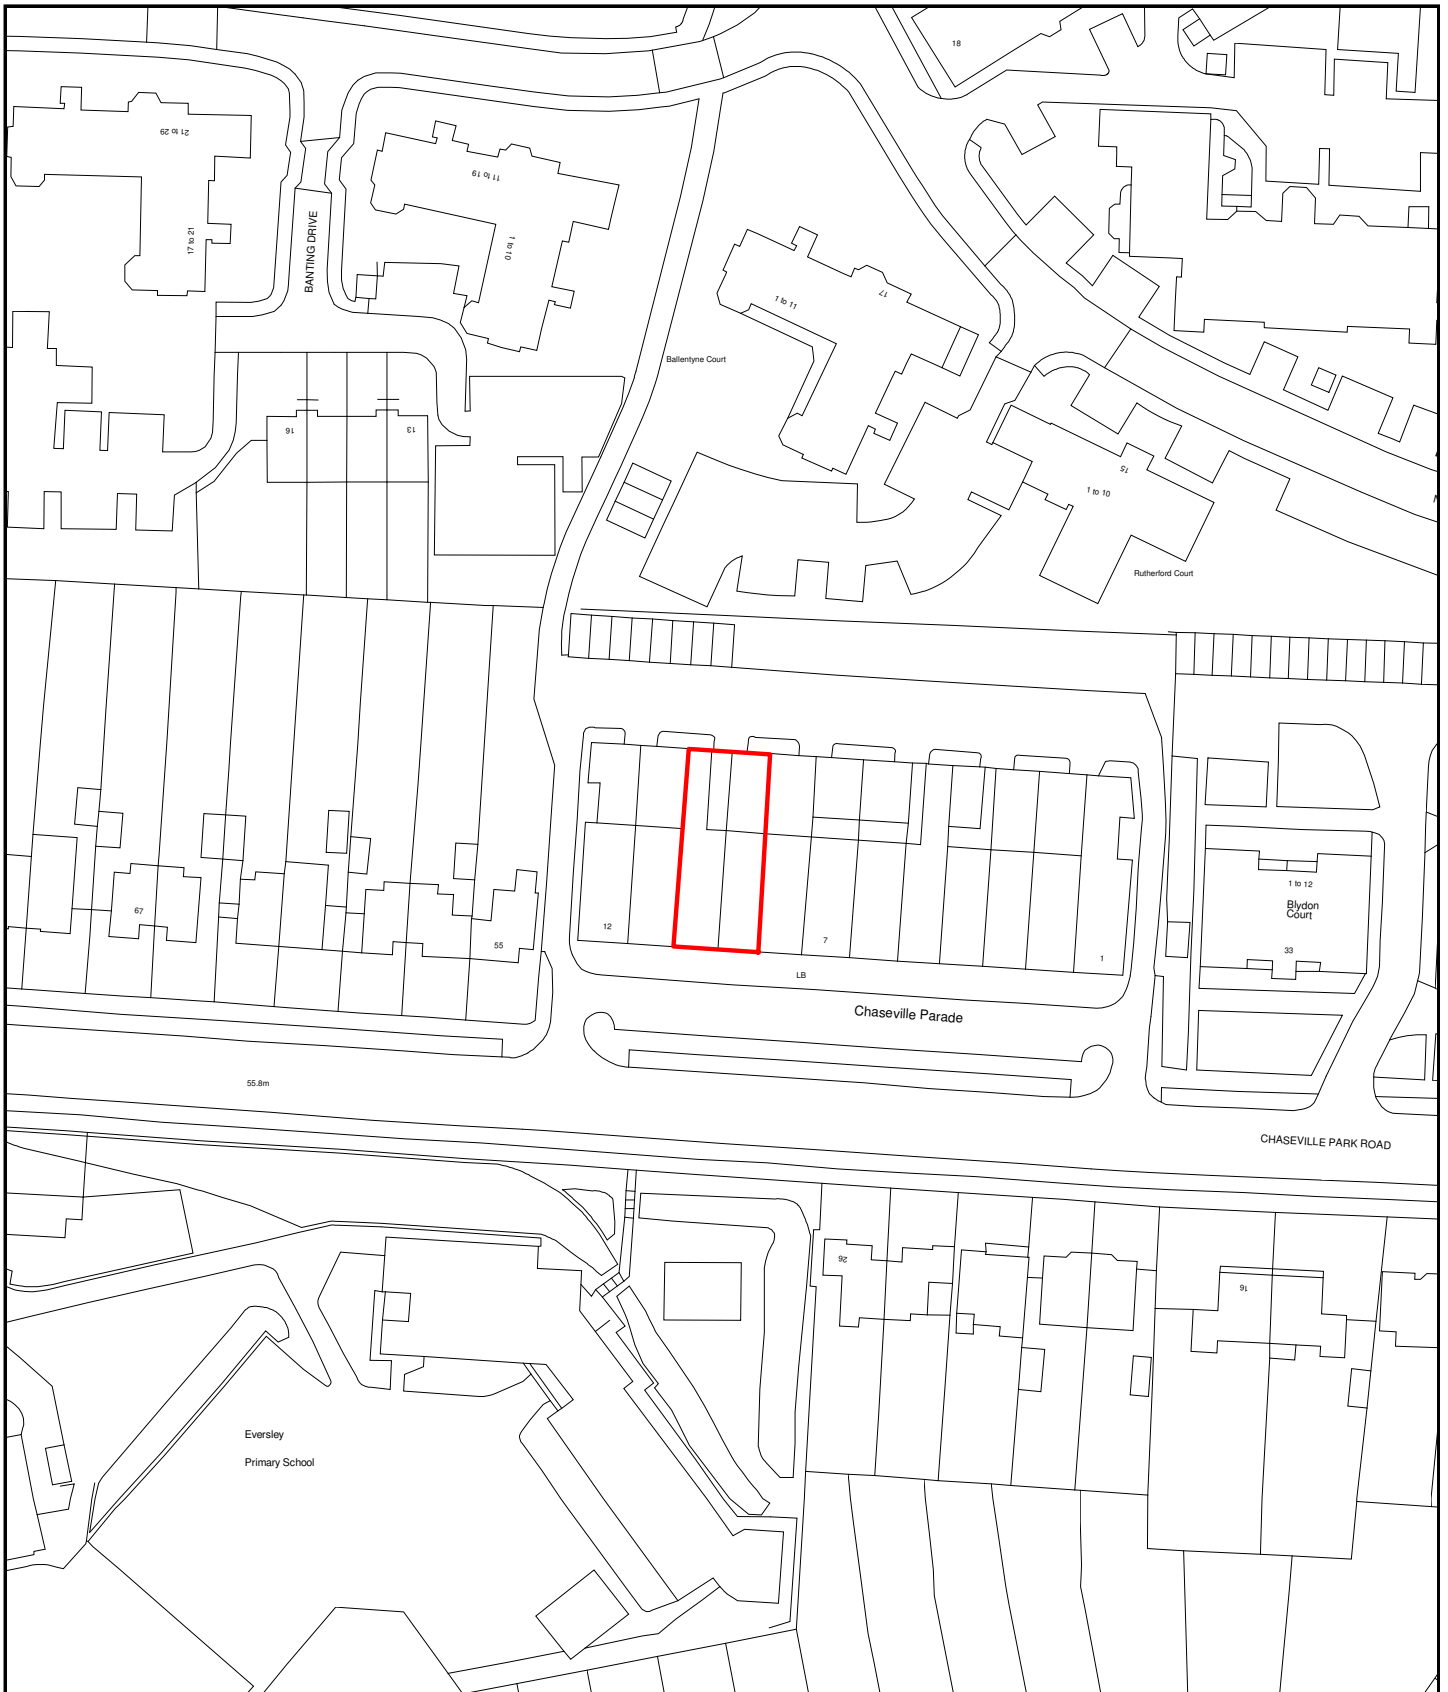 18
21 to 29
11 to 19
17 to 21
BANTING DRIVE
1 to 10
1 to 11
17
Ballentyne Court
16
13
15
1 to 10
Rutherford Court
67
55
12
7
1
LB
Chaseville Parade
1 to 12
Blydon
Court
33
55.8m
CHASEVILLE PARK ROAD
26
16
Eversley
Primary School